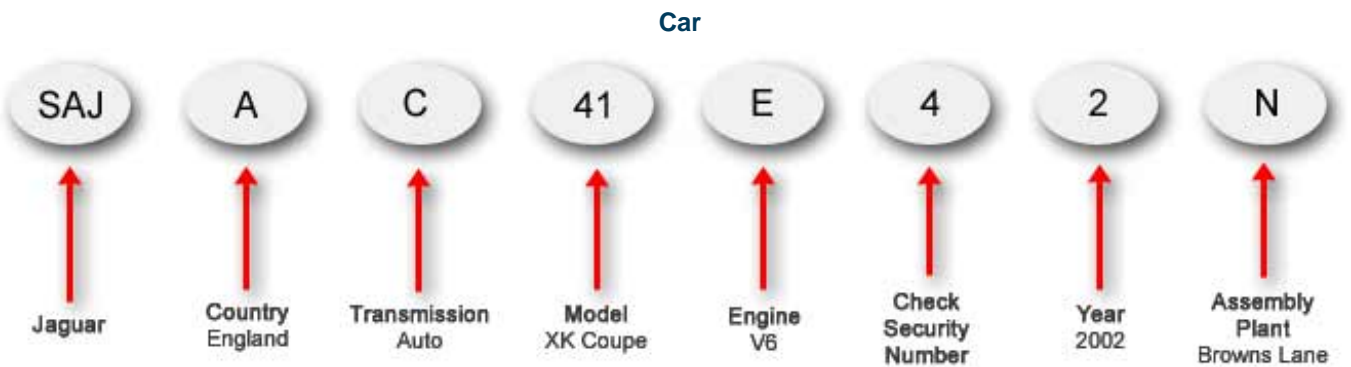 Car
SAJ A C 41 E 4 2 N
Jaguar
Country
England
Transmission
Auto
Model
XK Coupe
Engine
V6
Check
Security
Number
Year
2002
Assembly
Plant
Browns Lane